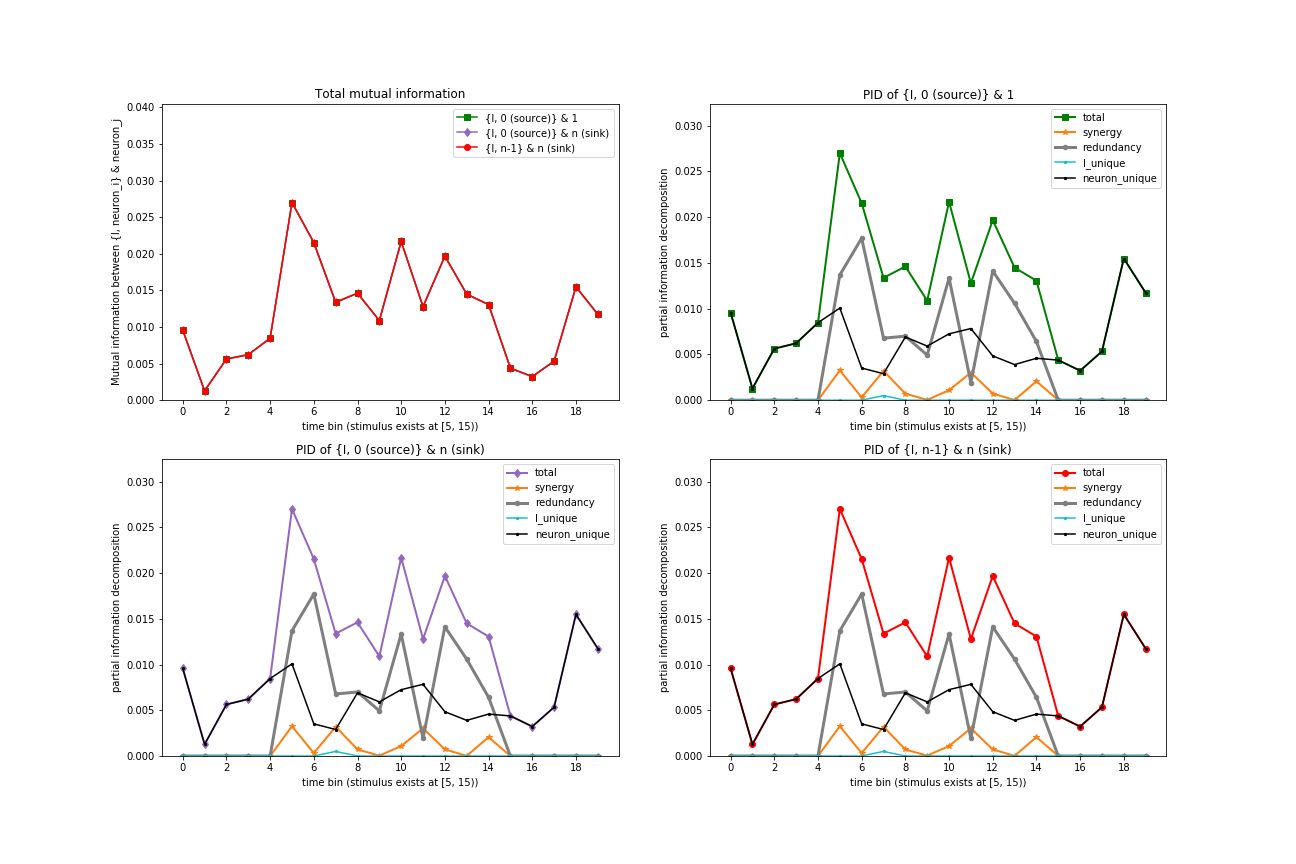 Total mutual information
Mutual information between {I, neuron_i} & neuron_j
0.040
0.035
0.030
0.025
0.020
0.015
0.010
0.005
0.000
{I, 0 (source)} & 1
{I, 0 (source)} & n (sink)
{I, n-1} & n (sink)
0 2 4 6 8 10 12 14 16 18
time bin (stimulus exists at [5, 15))
PID of {I, 0 (source)} & 1
partial information decomposition
0.030
0.025
0.020
0.015
0.010
0.005
0.000
total
synergy
redundancy
I_unique
neuron_unique
0 2 4 6 8 10 12 14 16 18
time bin (stimulus exists at [5, 15))
PID of {I, 0 (source)} & n (sink)
partial information decomposition
0.030
0.025
0.020
0.015
0.010
0.005
0.000
total
synergy
redundancy
I_unique
neuron_unique
0 2 4 6 8 10 12 14 16 18
time bin (stimulus exists at [5, 15))
PID of {I, n-1} & n (sink)
partial information decomposition
0.030
0.025
0.020
0.015
0.010
0.005
0.000
total
synergy
redundancy
I_unique
neuron_unique
0 2 4 6 8 10 12 14 16 18
time bin (stimulus exists at [5, 15))